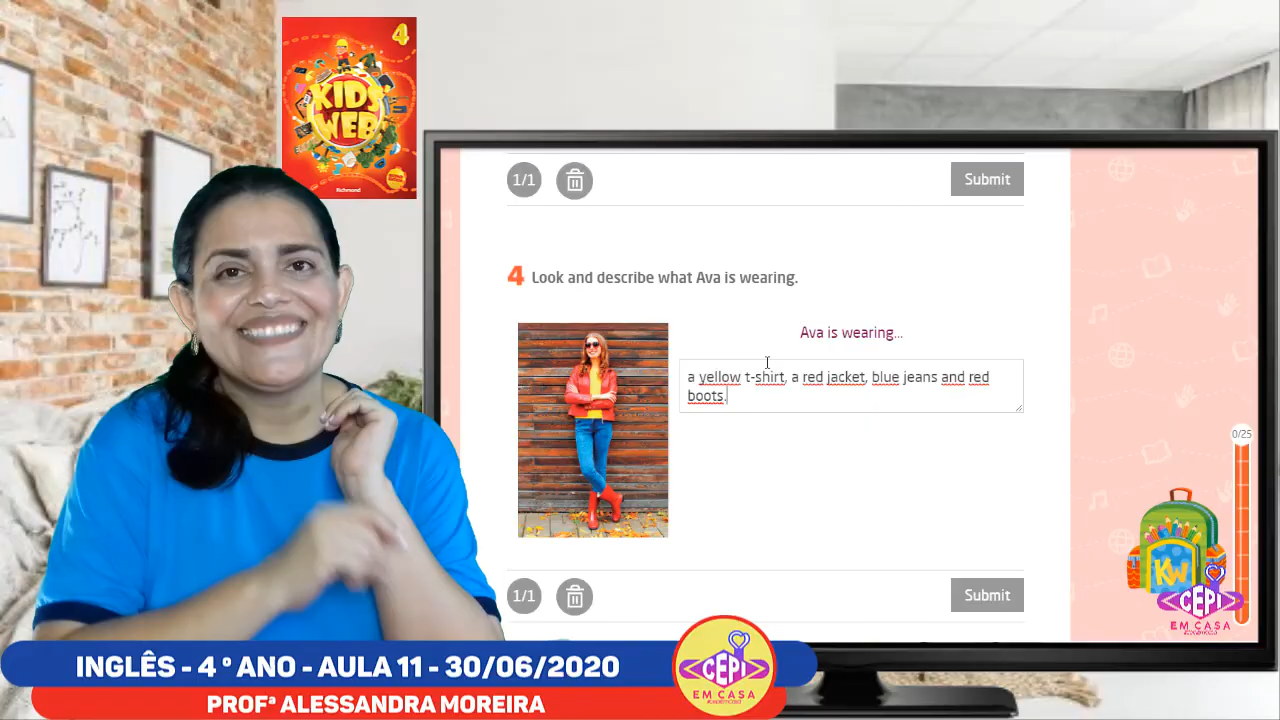 4
KIDS
WEB
Richmond
1/1
Submit
4 Look and describe what Ava is wearing.
Ava is wearing...
a yellow t-shirt, a red jacket, blue jeans and red
boots.
0/25
KW
CEPI
EM CASA
1/1
Submit
INGLÊS - 4 º ANO - AULA 11 - 30/06/2020
PROFª ALESSANDRA MOREIRA
CEPI
EM CASA